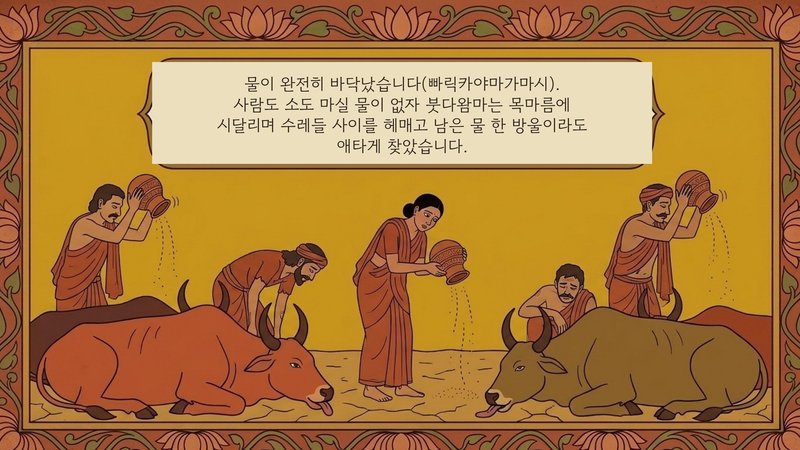 물이 완전히 바닥났습니다(빠릭카야마가마시).
사람도 소도 마실 물이 없자 붓다왐마는 목마름에
시달리며 수레들 사이를 헤매고 남은 물 한 방울이라도
애타게 찾았습니다.